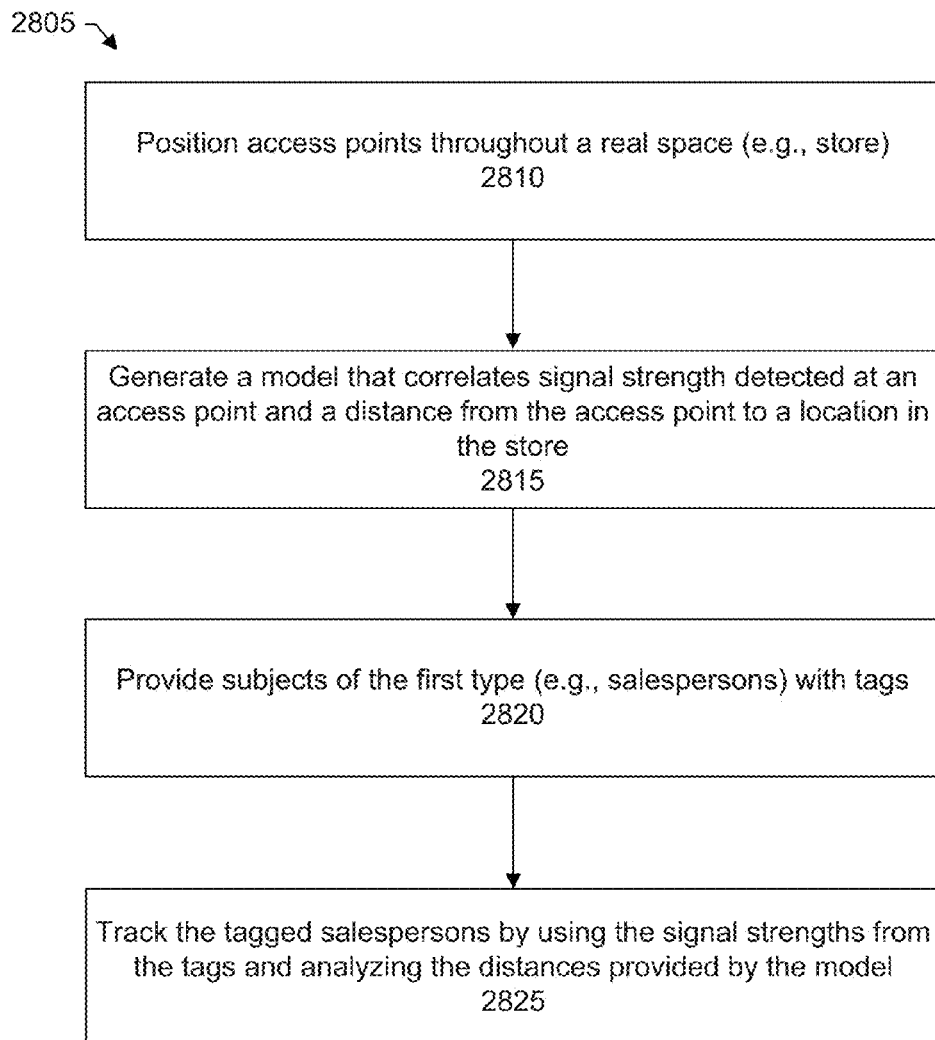 2805
Position access points throughout a real space (e.g., store)
2810
Generate a model that correlates signal strength detected at an
access point and a distance from the access point to a location in
the store
2815
Provide subjects of the first type (e.g., salespersons) with tags
2820
Track the tagged salespersons by using the signal strengths from
the tags and analyzing the distances provided by the model
2825